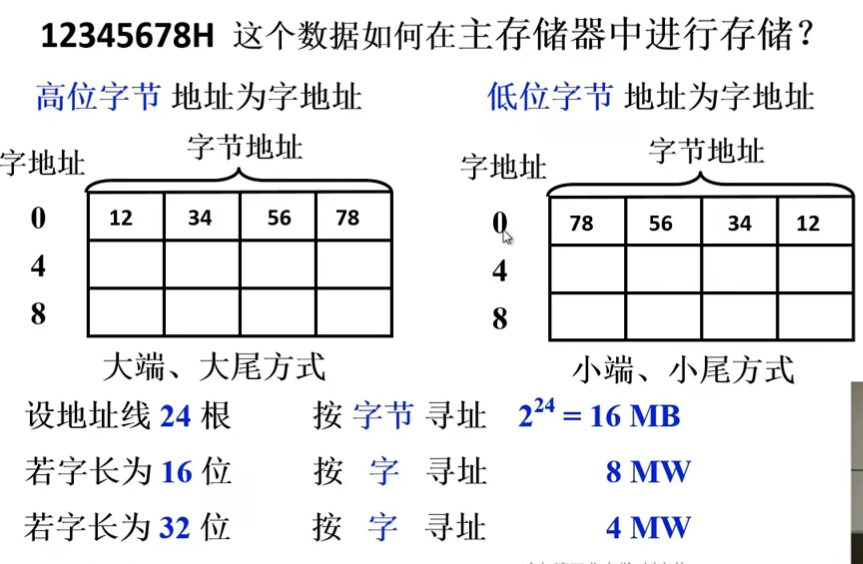 12345678H 这个数据如何在主存储器中进行存储？
高位字节 地址为字地址
低位字节 地址为字地址
字地址
字节地址
0 12 34 56 78
4
8
大端、大尾方式
字地址
字节地址
0 78 56 34 12
4
8
小端、小尾方式
设地址线 24 根 按 字节 寻址 2²⁴ = 16 MB
若字长为 16 位 按 字 寻址 8 MW
若字长为 32 位 按 字 寻址 4 MW